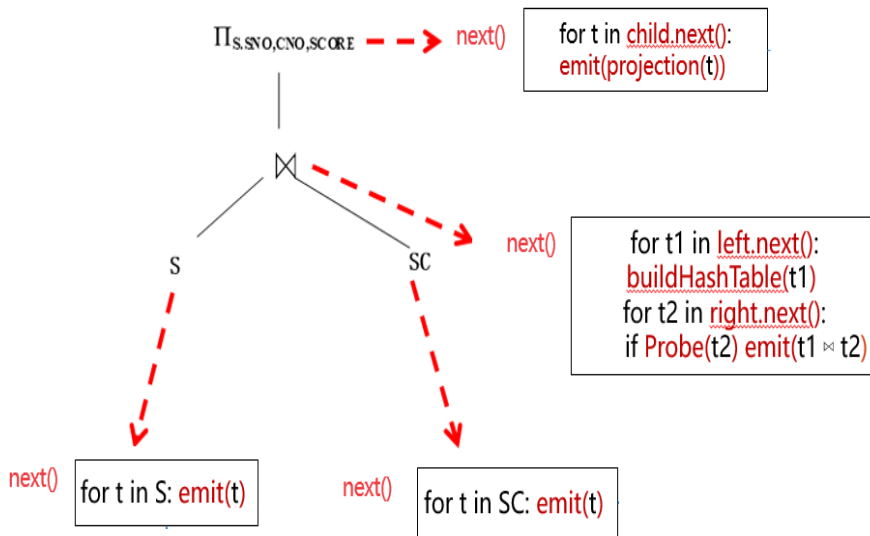 ΠS.SNO,CNO,SCORE
next()
for t in child.next():
emit(projection(t))
⋈
next()
for t1 in left.next():
buildHashTable(t1)
for t2 in right.next():
if Probe(t2) emit(t1 ⋈ t2)
S
SC
next()
for t in S: emit(t)
next()
for t in SC: emit(t)